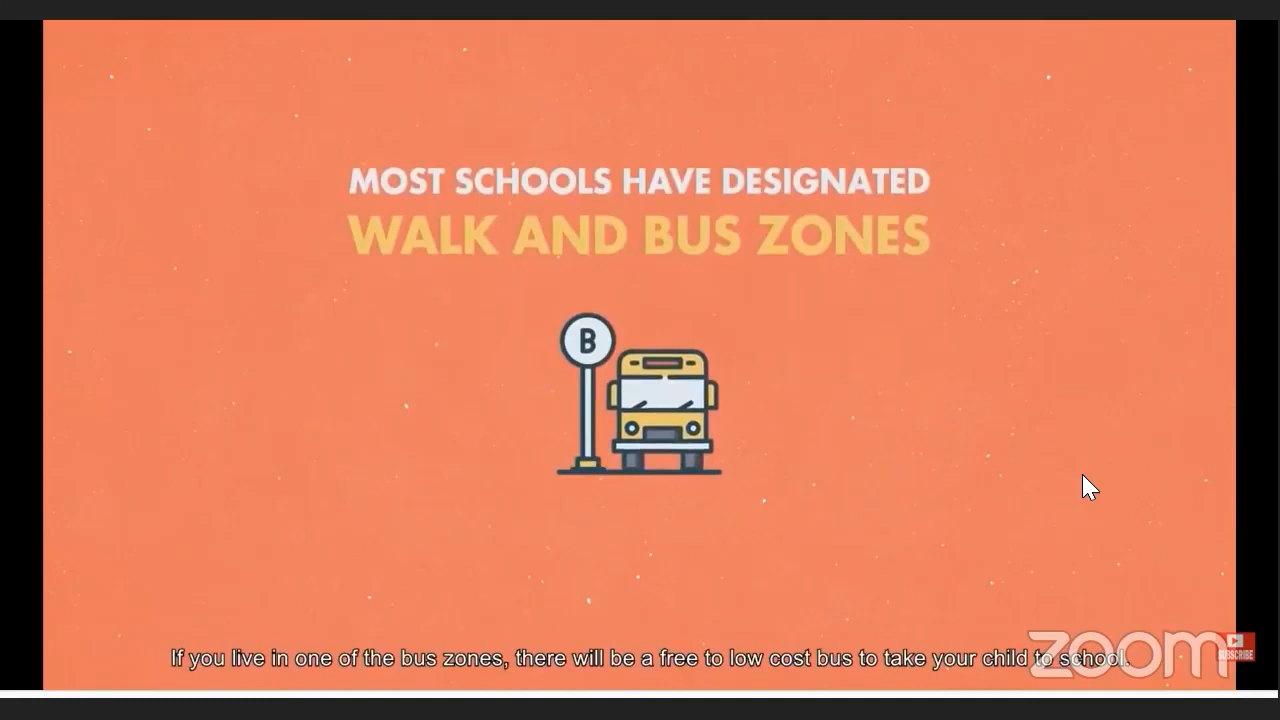 MOST SCHOOLS HAVE DESIGNATED
WALK AND BUS ZONES
B
If you live in one of the bus zones, there will be a free to low cost bus to take your child to school.
zoom
SUBSCRIBE